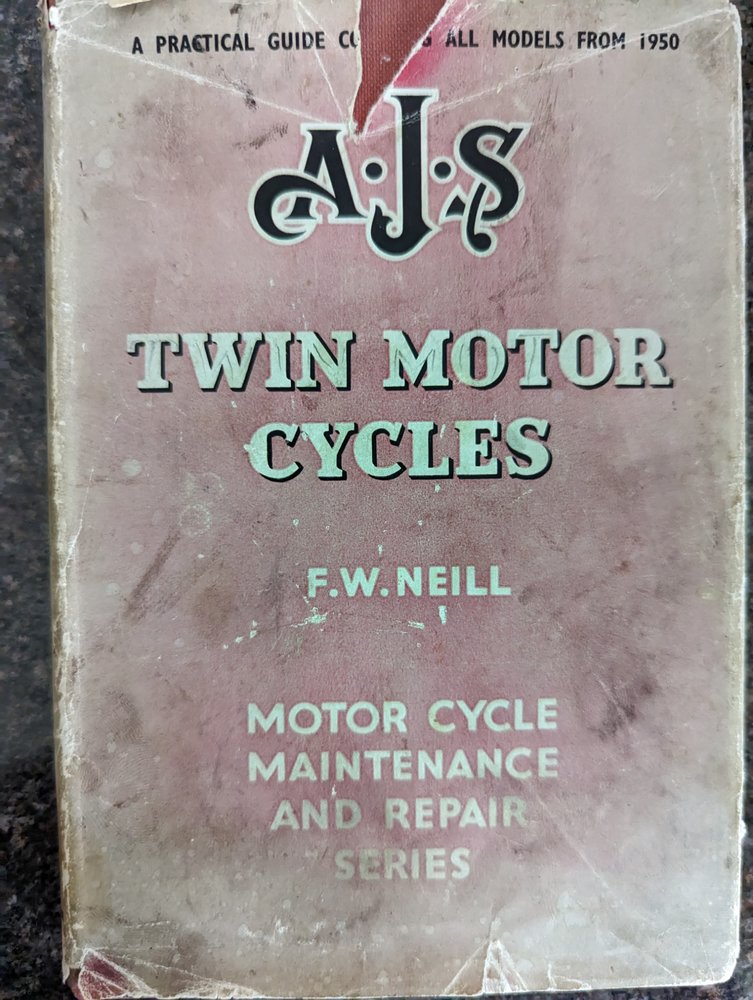 A PRACTICAL GUIDE ALL MODELS FROM 1950
A·J·S
TWIN MOTOR
CYCLES
F.W. NEILL
MOTOR CYCLE
MAINTENANCE
AND REPAIR
SERIES